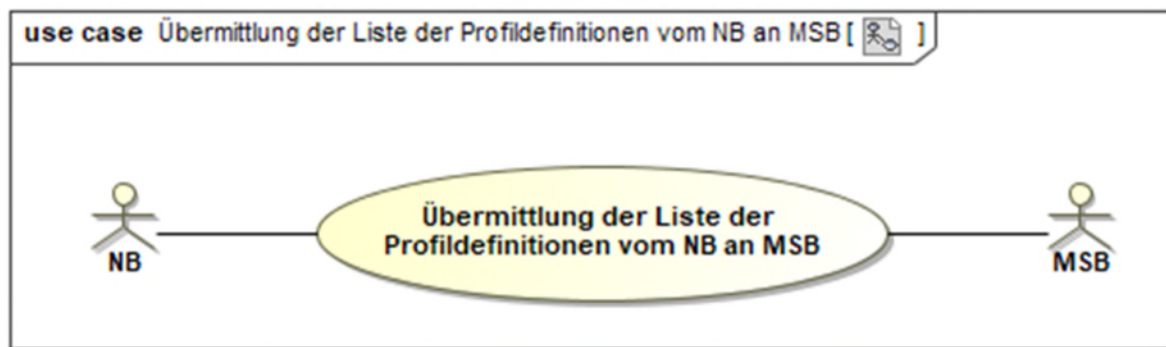 use case Übermittlung der Liste der Profildefinitionen vom NB an MSB [ ]
Übermittlung der Liste der
Profildefinitionen vom NB an MSB
NB
MSB